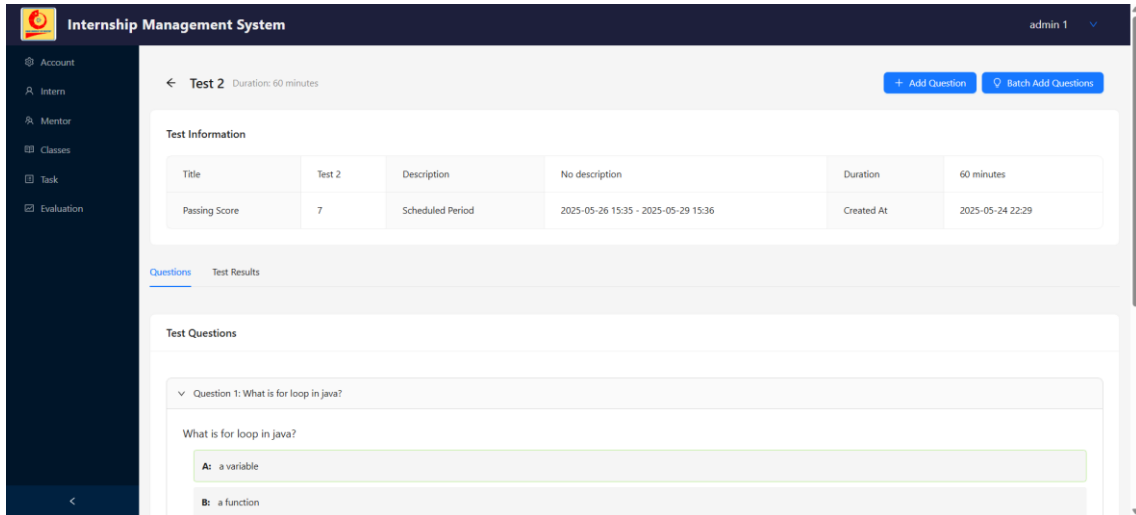 Internship Management System
admin 1
Account
Intern
Mentor
Classes
Task
Evaluation
Test 2 Duration: 60 minutes
+ Add Question
Batch Add Questions
Test Information
Title Test 2 Description No description Duration 60 minutes
Passing Score 7 Scheduled Period 2025-05-26 15:35 - 2025-05-29 15:36 Created At 2025-05-24 22:29
Questions Test Results
Test Questions
Question 1: What is for loop in java?
What is for loop in java?
A: a variable
B: a function